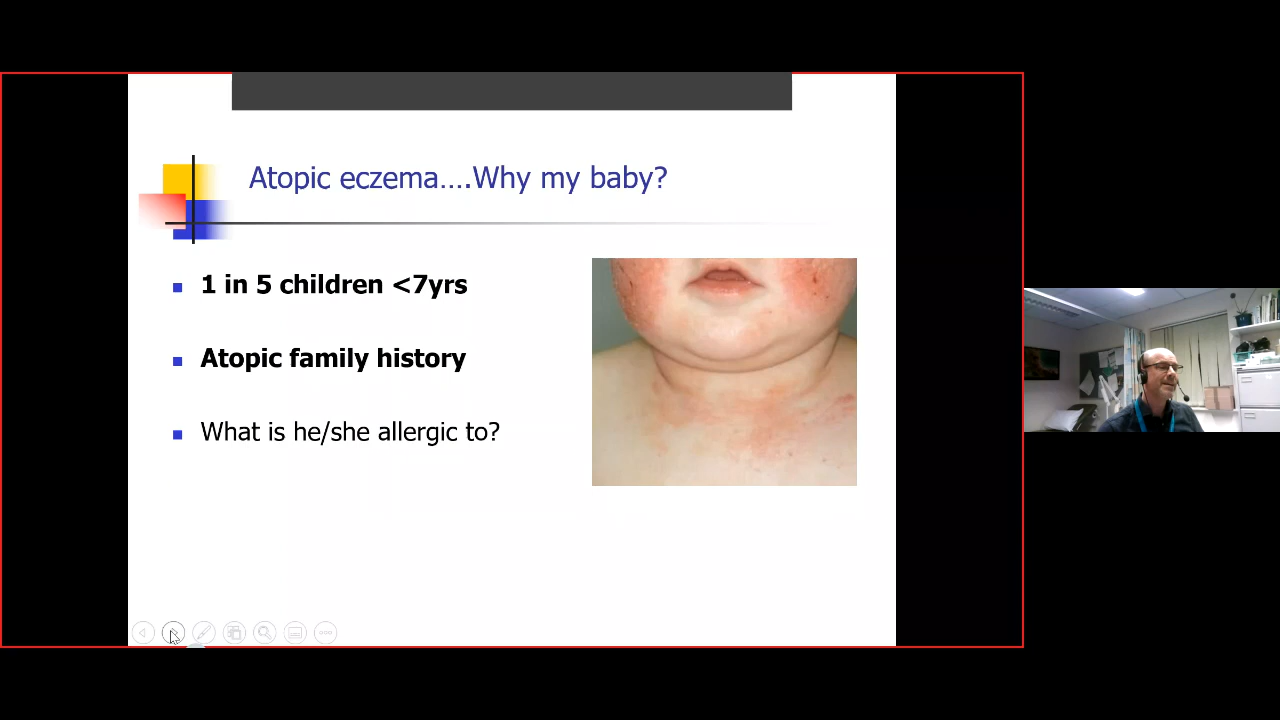 Atopic eczema….Why my baby?
1 in 5 children <7yrs
Atopic family history
What is he/she allergic to?